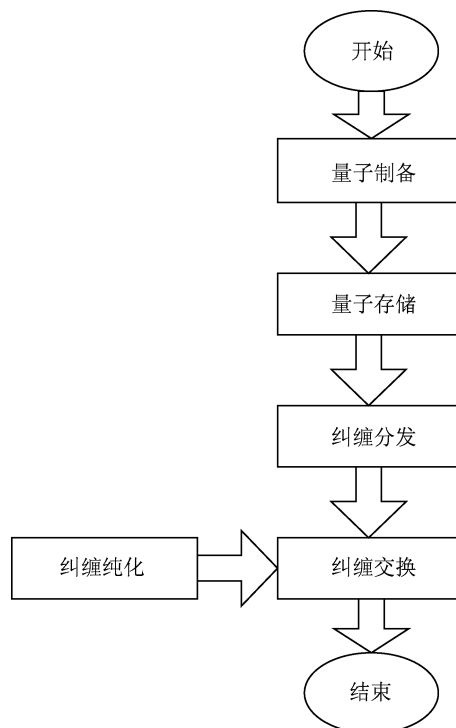 开始
量子制备
量子存储
纠缠分发
纠缠纯化
纠缠交换
结束